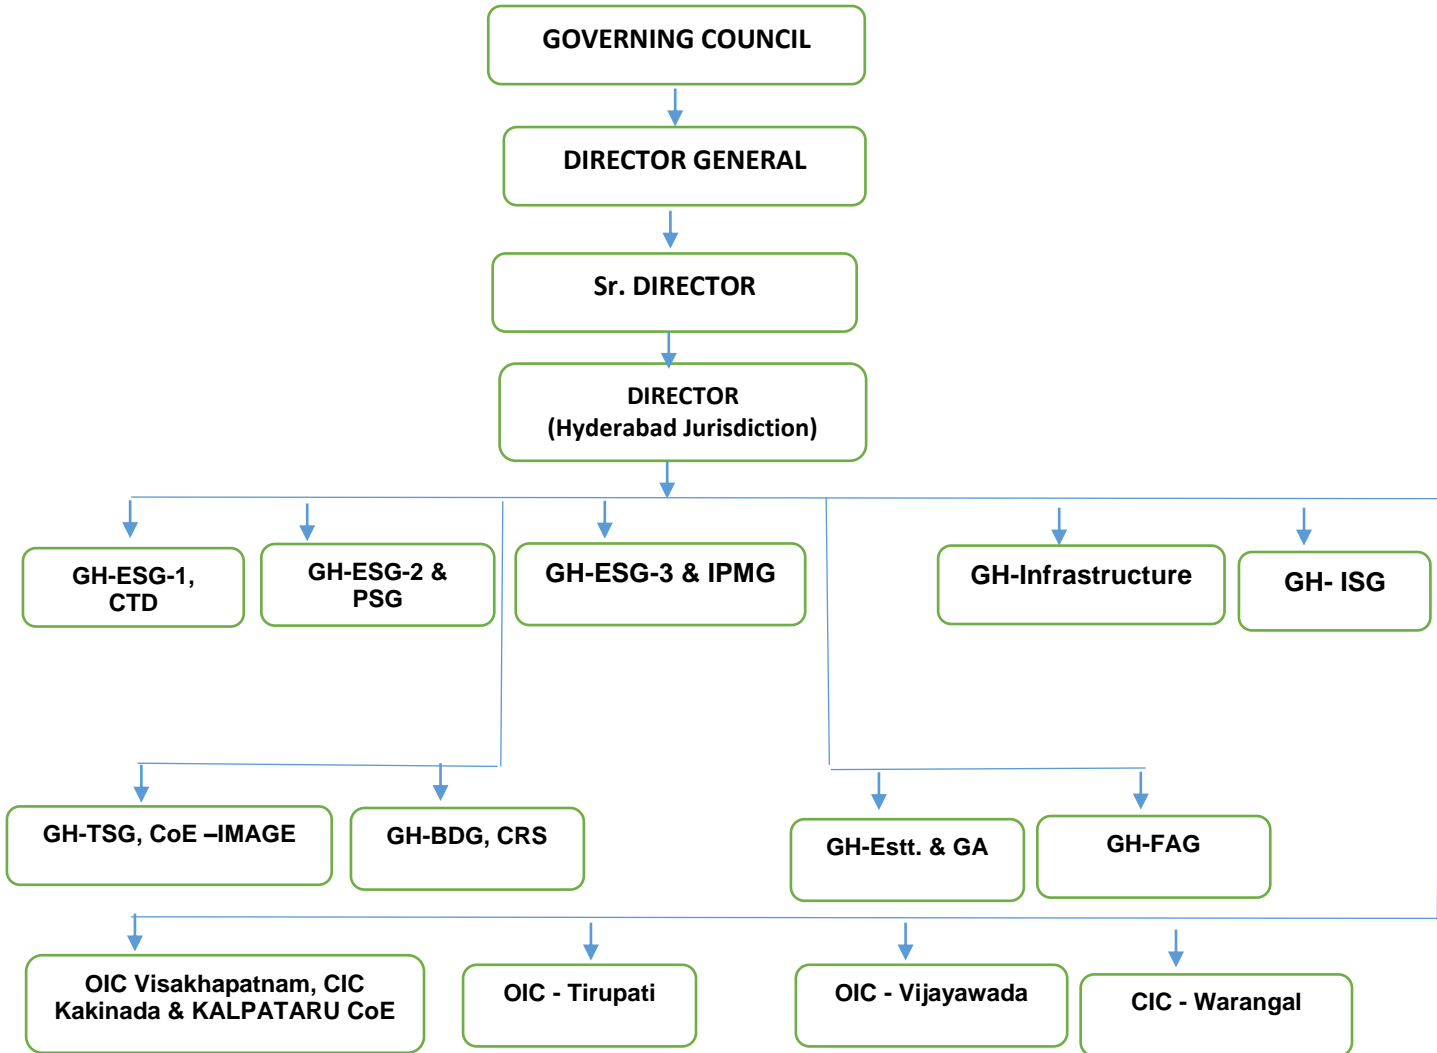 GOVERNING COUNCIL
DIRECTOR GENERAL
Sr. DIRECTOR
DIRECTOR
(Hyderabad Jurisdiction)
GH-ESG-1,
CTD
GH-ESG-2 &
PSG
GH-ESG-3 & IPMG
GH-Infrastructure
GH- ISG
GH-TSG, CoE –IMAGE
GH-BDG, CRS
GH-Estt. & GA
GH-FAG
OIC Visakhapatnam, CIC
Kakinada & KALPATARU CoE
OIC - Tirupati
OIC - Vijayawada
CIC - Warangal